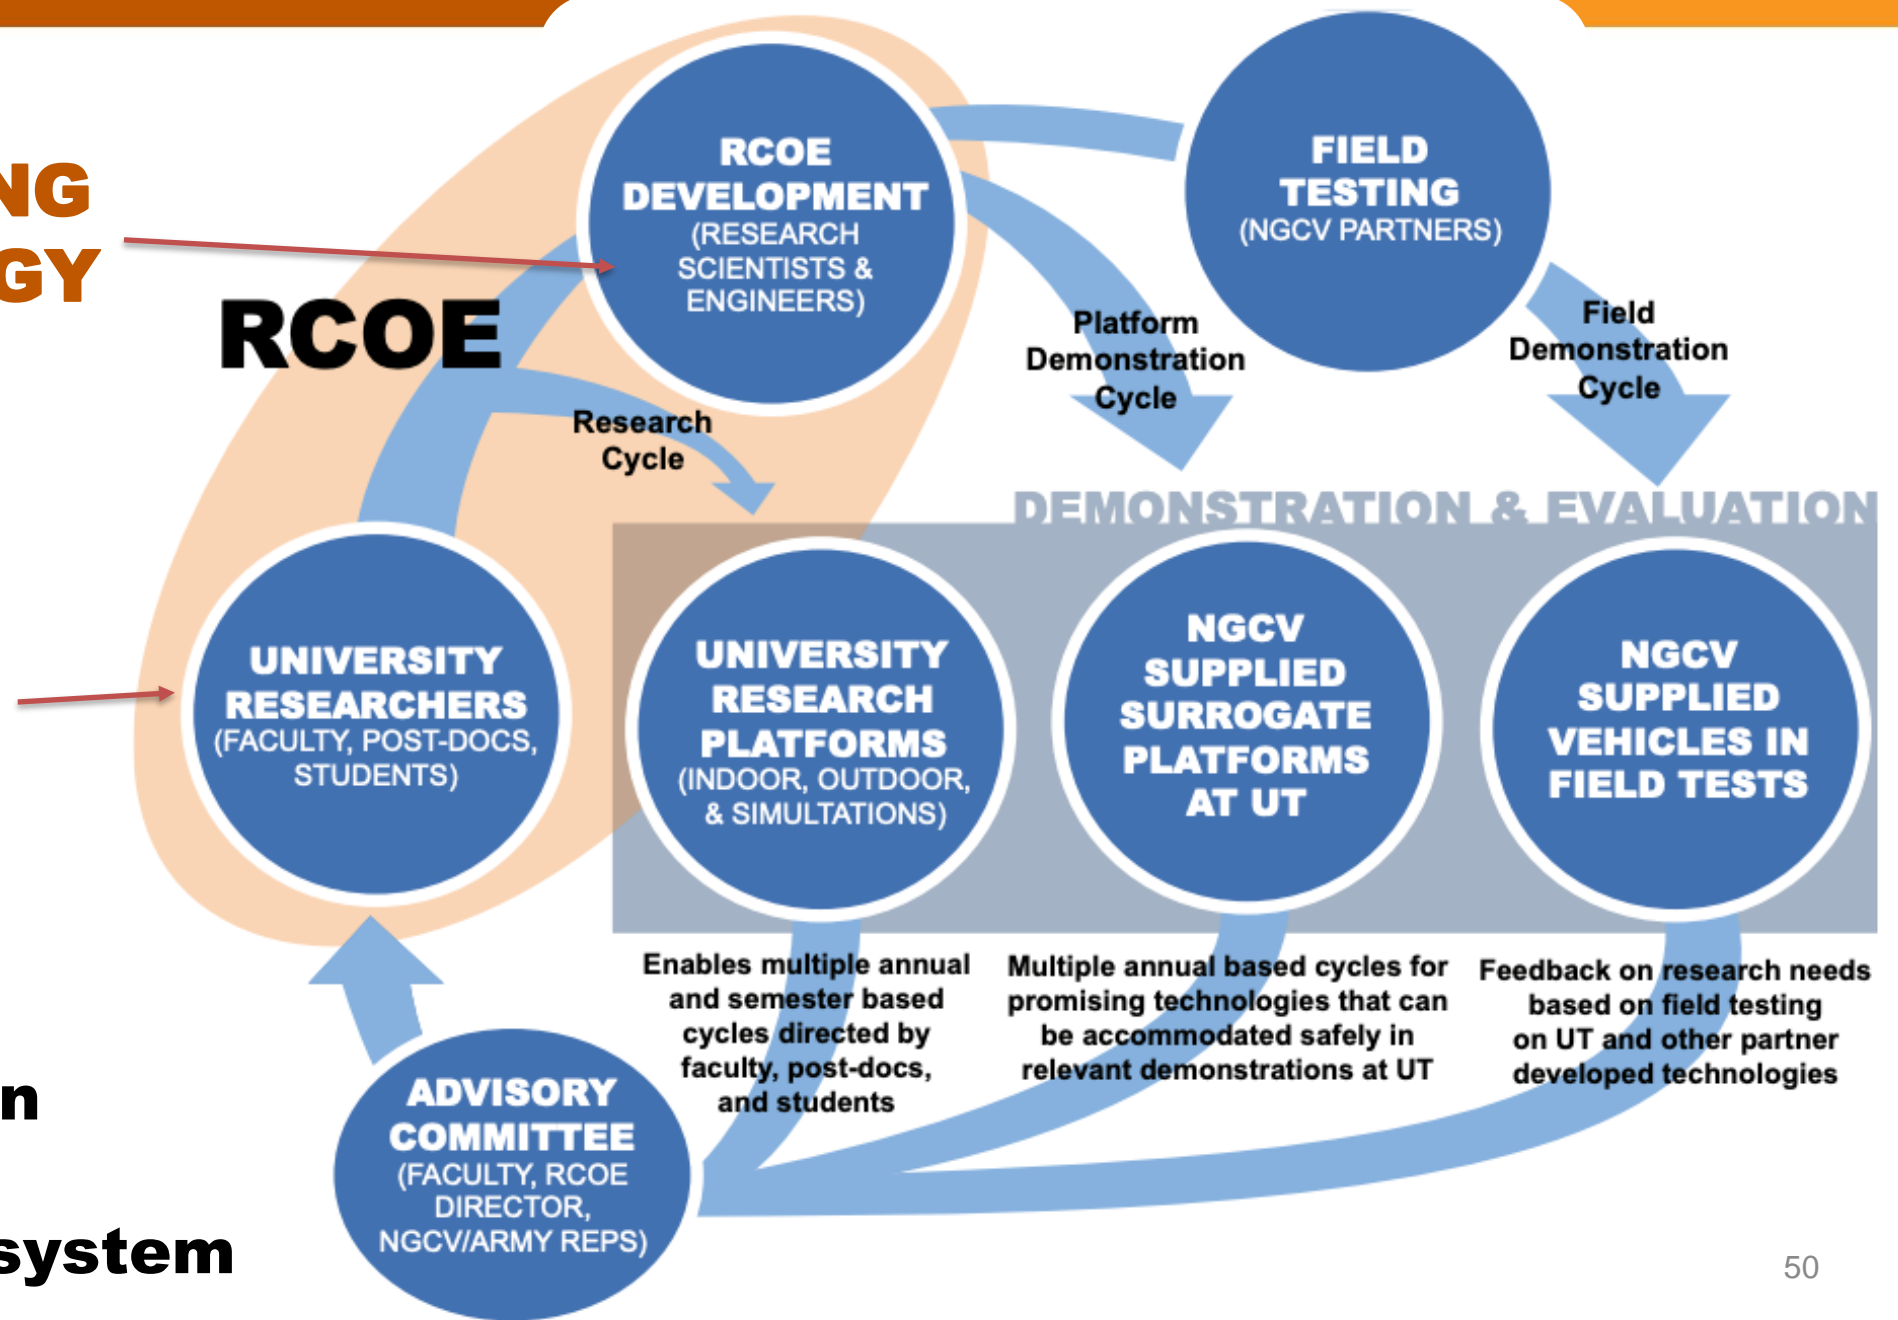 NG
GY
RCOE
RCOE
DEVELOPMENT
(RESEARCH
SCIENTISTS &
ENGINEERS)
FIELD
TESTING
(NGCV PARTNERS)
Research
Cycle
Platform
Demonstration
Cycle
Field
Demonstration
Cycle
DEMONSTRATION & EVALUATION
UNIVERSITY
RESEARCHERS
(FACULTY, POST-DOCS,
STUDENTS)
UNIVERSITY
RESEARCH
PLATFORMS
(INDOOR, OUTDOOR,
& SIMULTATIONS)
NGCV
SUPPLIED
SURROGATE
PLATFORMS
AT UT
NGCV
SUPPLIED
VEHICLES IN
FIELD TESTS
Enables multiple annual
and semester based
cycles directed by
faculty, post-docs,
and students
Multiple annual based cycles for
promising technologies that can
be accommodated safely in
relevant demonstrations at UT
Feedback on research needs
based on field testing
on UT and other partner
developed technologies
n
system
ADVISORY
COMMITTEE
(FACULTY, RCOE
DIRECTOR,
NGCV/ARMY REPS)
50